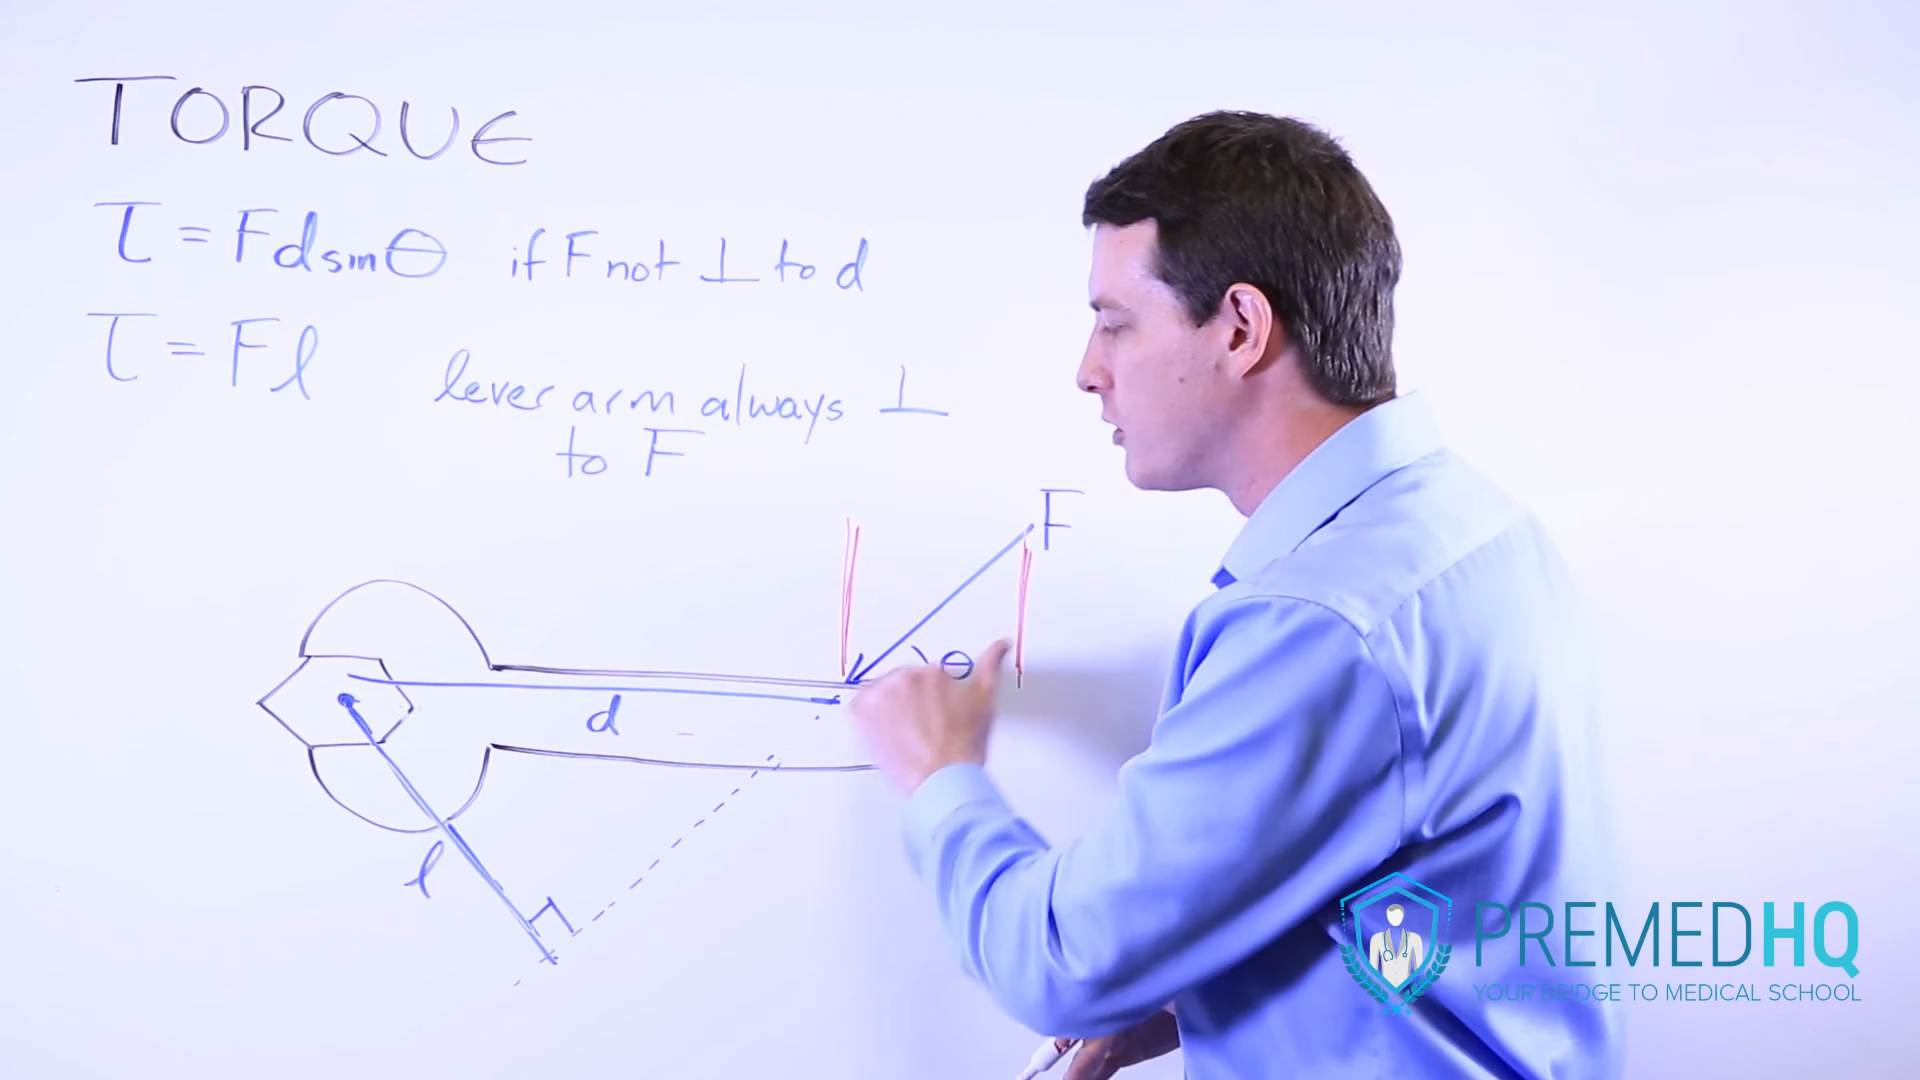 TORQUE
τ = Fd sinθ if F not ⊥ to d
τ = Fl lever arm always ⊥
to F
F
θ
d
l
PREMEDHQ
YOUR BRIDGE TO MEDICAL SCHOOL